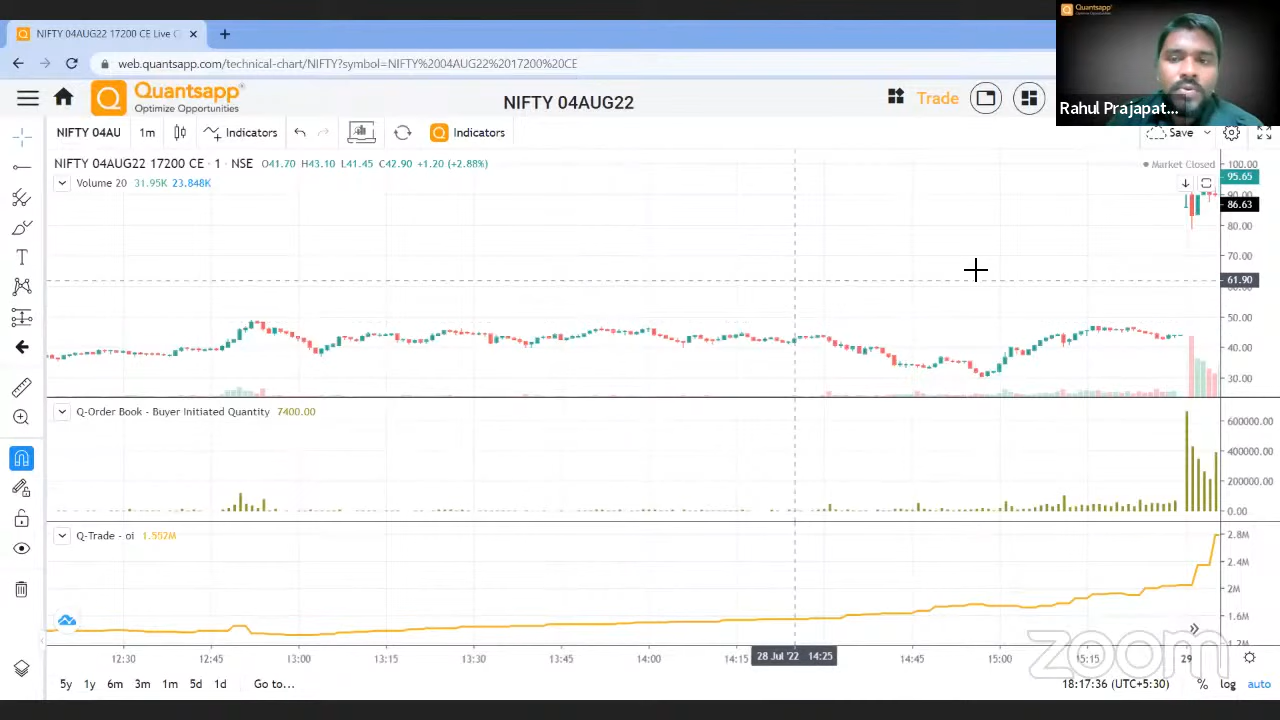 NIFTY 04AUG22 17200 CE Live C
web.quantsapp.com/technical-chart/NIFTY?symbol=NIFTY%2004AUG22%2017200%20CE
Quantsapp
Optimize Opportunities
NIFTY 04AUG22
Trade
Quantsapp
Rahul Prajapat...
NIFTY 04AU
1m
Indicators
Indicators
Save
NIFTY 04AUG22 17200 CE · 1 · NSE O41.70 H43.10 L41.45 C42.90 +1.20 (+2.88%)
Market Closed
Volume 20 31.95K 23.848K
100.00
95.65
90.00
86.63
80.00
70.00
61.90
50.00
40.00
30.00
Q-Order Book - Buyer Initiated Quantity 7400.00
600000.00
400000.00
200000.00
0.00
Q-Trade - oi 1.552M
2.8M
2.4M
2M
1.6M
1.2M
12:30 12:45 13:00 13:15 13:30 13:45 14:00 14:15 28 Jul '22 14:25 14:45 15:00 15:15 29
zoom
5y 1y 6m 3m 1m 5d 1d Go to...
18:17:36 (UTC+5:30) % log auto